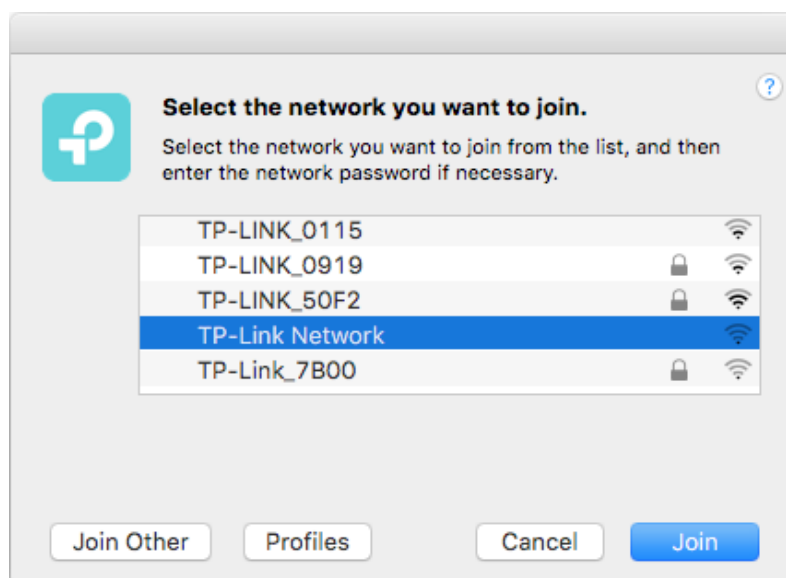 ?
Select the network you want to join.
Select the network you want to join from the list, and then
enter the network password if necessary.
TP-LINK_0115
TP-LINK_0919
TP-LINK_50F2
TP-Link Network
TP-Link_7B00
Join Other Profiles Cancel Join